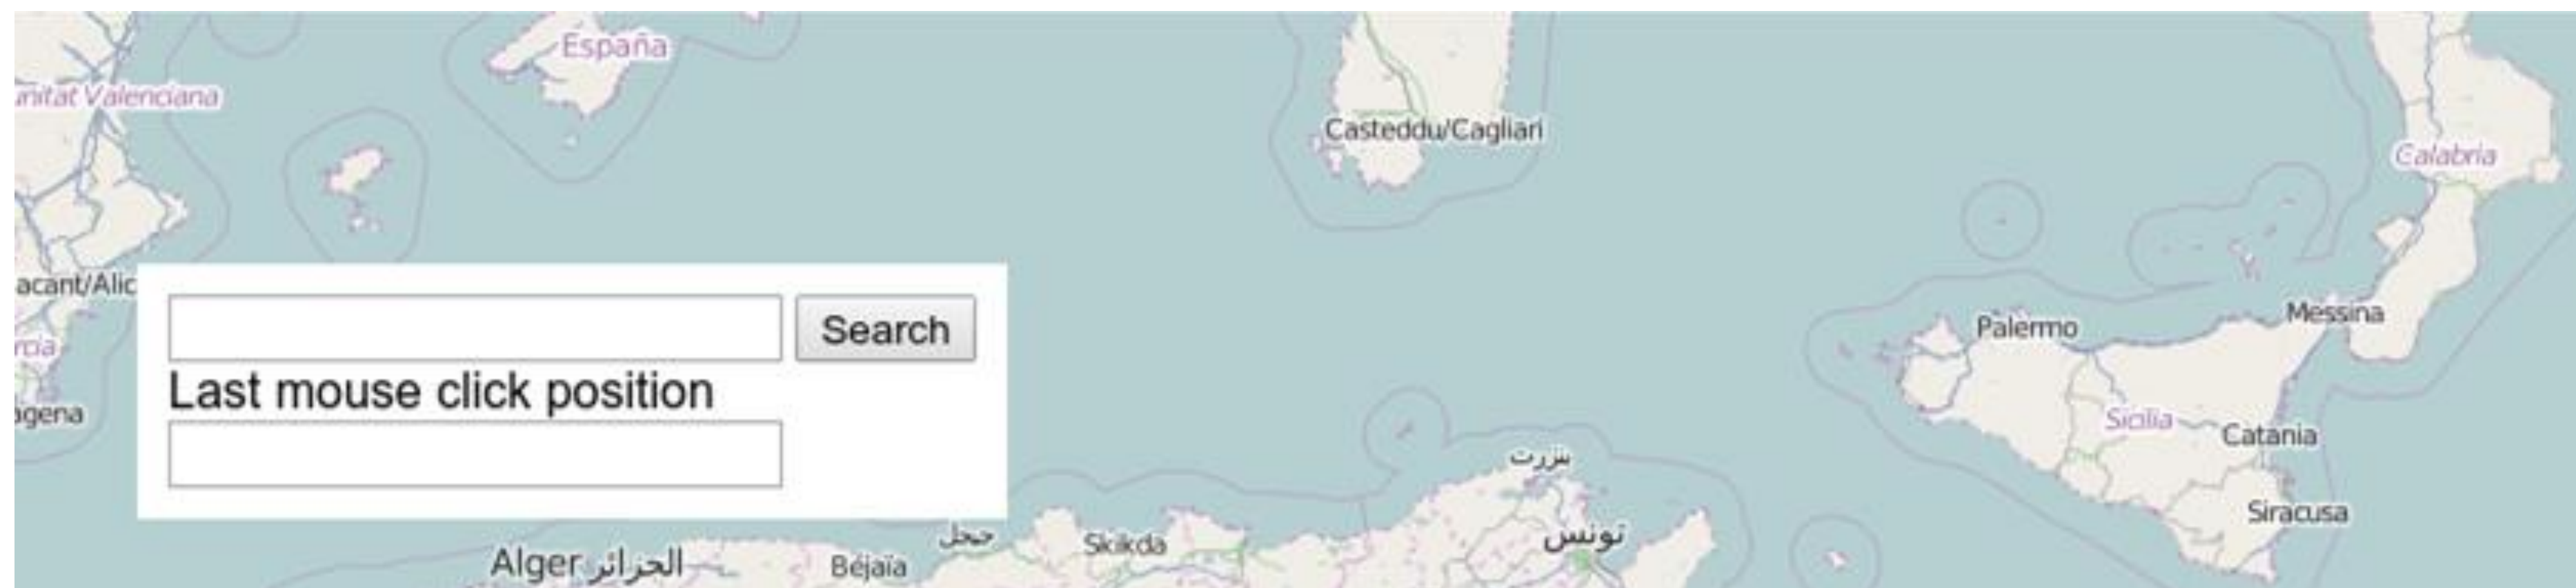 España
unitat Valenciana
Casteddu/Cagliari
Calabria
acant/Alic
Search
Messina
Palermo
rcia
Last mouse click position
agena
Sicilia
Catania
بنزرت
Siracusa
جيجل
تونس
Skikda
Alger الجزائر
Béjaïa